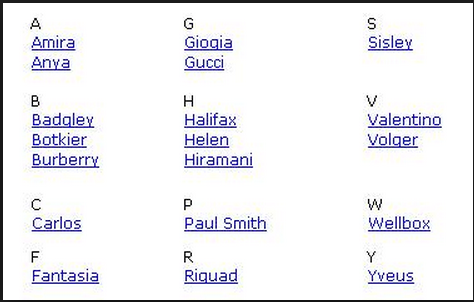 A
Amira
Anya
B
Badgley
Botkier
Burberry
C
Carlos
F
Fantasia
G
Giogia
Gucci
H
Halifax
Helen
Hiramani
P
Paul Smith
R
Riquad
S
Sisley
V
Valentino
Volger
W
Wellbox
Y
Yveus